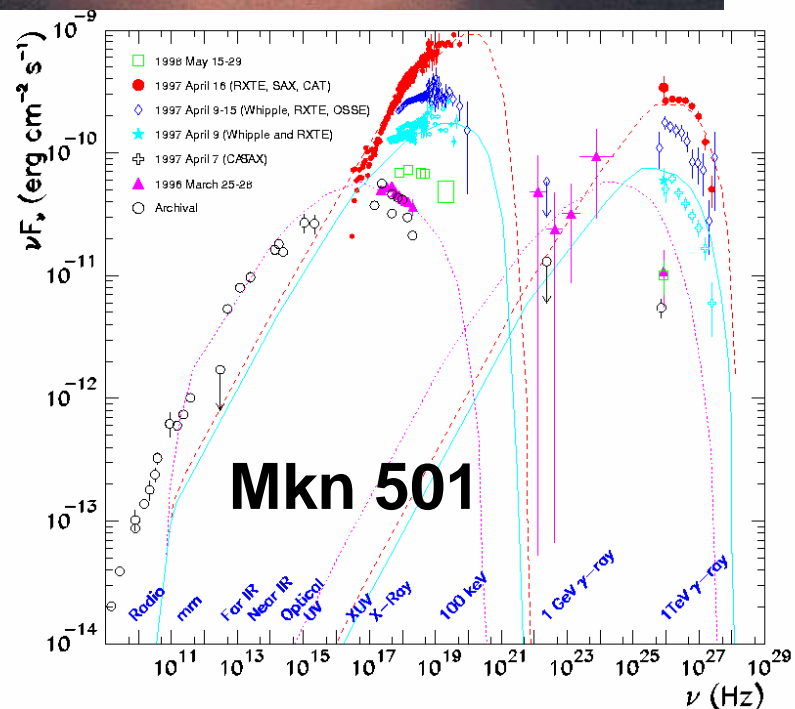 νFν (erg cm−2 s−1)
10−9
10−10
10−11
10−12
10−13
10−14
1998 May 15-29
1997 April 16 (RXTE, SAX, CAT)
1997 April 9-15 (Whipple, RXTE, OSSE)
1997 April 9 (Whipple and RXTE)
1997 April 7 (CASAX)
1996 March 25-28
Archival
Mkn 501
Radio
mm
Far IR
Near IR
Optical
UV
XUV
X-Ray
100 keV
1 GeV γ-ray
1TeV γ-ray
1011 1013 1015 1017 1019 1021 1023 1025 1027 1029
ν (Hz)